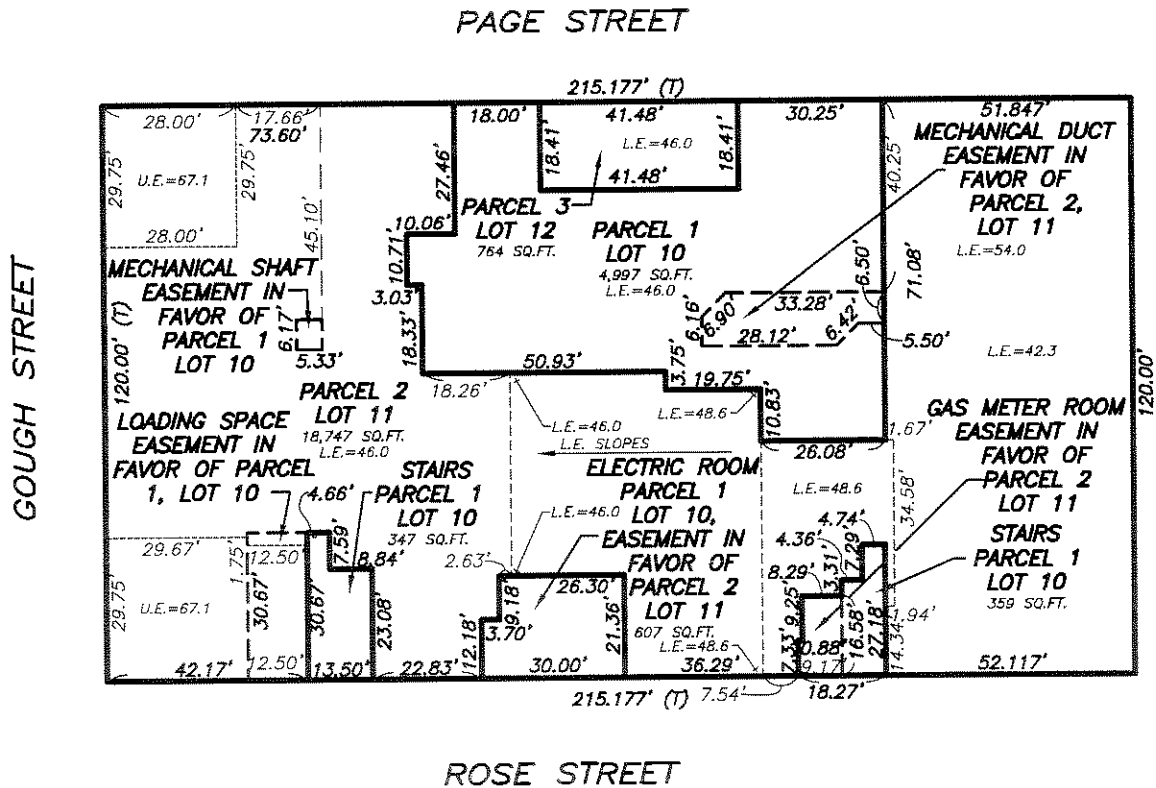 PAGE STREET
215.177' (T)
28.00'
17.66'
73.60'
18.00'
41.48'
30.25'
51.847'
29.75'
U.E.=67.1
29.75'
28.00'
45.10'
27.46'
18.41'
L.E.=46.0
18.41'
41.48'
40.25'
MECHANICAL DUCT
EASEMENT IN
FAVOR OF
PARCEL 2,
LOT 11
L.E.=54.0
PARCEL 3
LOT 12
764 SQ.FT.
PARCEL 1
LOT 10
4,997 SQ.FT.
L.E.=46.0
10.06'
10.71'
3.03'
18.33'
MECHANICAL SHAFT
EASEMENT IN
FAVOR OF
PARCEL 1
LOT 10
6.17'
5.33'
GOUGH STREET
120.00' (T)
6.50'
71.08'
33.28'
6.16'
6.90'
28.12'
6.42'
5.50'
L.E.=42.3
120.00'
50.93'
18.26'
3.75'
19.75'
L.E.=48.6
10.83'
26.08'
1.67'
L.E.=46.0
L.E. SLOPES
PARCEL 2
LOT 11
18,747 SQ.FT.
L.E.=46.0
LOADING SPACE
EASEMENT IN
FAVOR OF PARCEL
1, LOT 10
STAIRS
PARCEL 1
LOT 10
347 SQ.FT.
ELECTRIC ROOM
PARCEL 1
LOT 10,
EASEMENT IN
FAVOR OF
PARCEL 2
LOT 11
607 SQ.FT.
L.E.=48.6
L.E.=46.0
L.E.=48.6
GAS METER ROOM
EASEMENT IN
FAVOR OF
PARCEL 2
LOT 11
STAIRS
PARCEL 1
LOT 10
359 SQ.FT.
34.58'
4.66'
7.59'
8.84'
29.67'
12.50'
1.75'
29.75'
U.E.=67.1
30.67'
30.67'
23.08'
2.63'
26.30'
9.18'
3.70'
12.18'
21.36'
4.74'
4.36'
7.29'
3.31'
8.29'
9.25'
7.33'
16.58'
27.18'
1.94'
14.34'
9.17'
42.17'
12.50'
13.50'
22.83'
30.00'
36.29'
7.54'
18.27'
52.117'
215.177' (T)
ROSE STREET